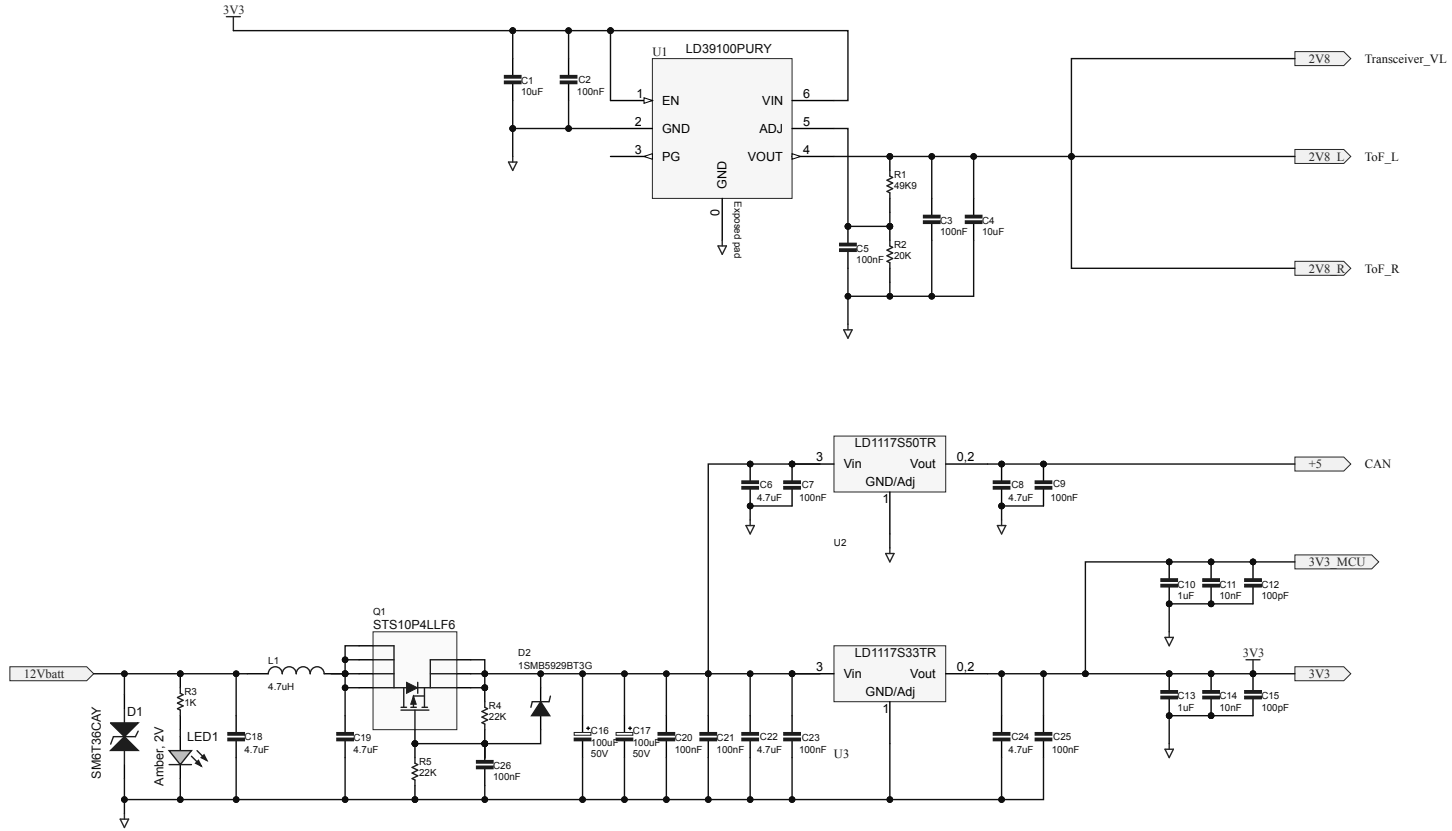 3V3
U1
LD39100PURY
C1
10uF
C2
100nF
1
EN
VIN
6
2
GND
ADJ
5
3
PG
VOUT
4
GND
0
Exposed pad
R1
49K9
C3
100nF
C4
10uF
C5
100nF
R2
20K
2V8
Transceiver_VL
2V8_L
ToF_L
2V8_R
ToF_R
LD1117S50TR
3
Vin
Vout
0,2
GND/Adj
1
U2
C6
4.7uF
C7
100nF
C8
4.7uF
C9
100nF
+5
CAN
C10
1uF
C11
10nF
C12
100pF
3V3_MCU
12Vbatt
D1
SM6T36CAY
R3
1K
LED1
Amber, 2V
C18
4.7uF
L1
4.7uH
C19
4.7uF
Q1
STS10P4LLF6
R4
22K
R5
22K
C26
100nF
D2
1SMB5929BT3G
C16
100uF
50V
C17
100uF
50V
C20
100nF
C21
100nF
C22
4.7uF
C23
100nF
LD1117S33TR
3
Vin
Vout
0,2
GND/Adj
1
U3
C24
4.7uF
C25
100nF
C13
1uF
C14
10nF
C15
100pF
3V3
3V3